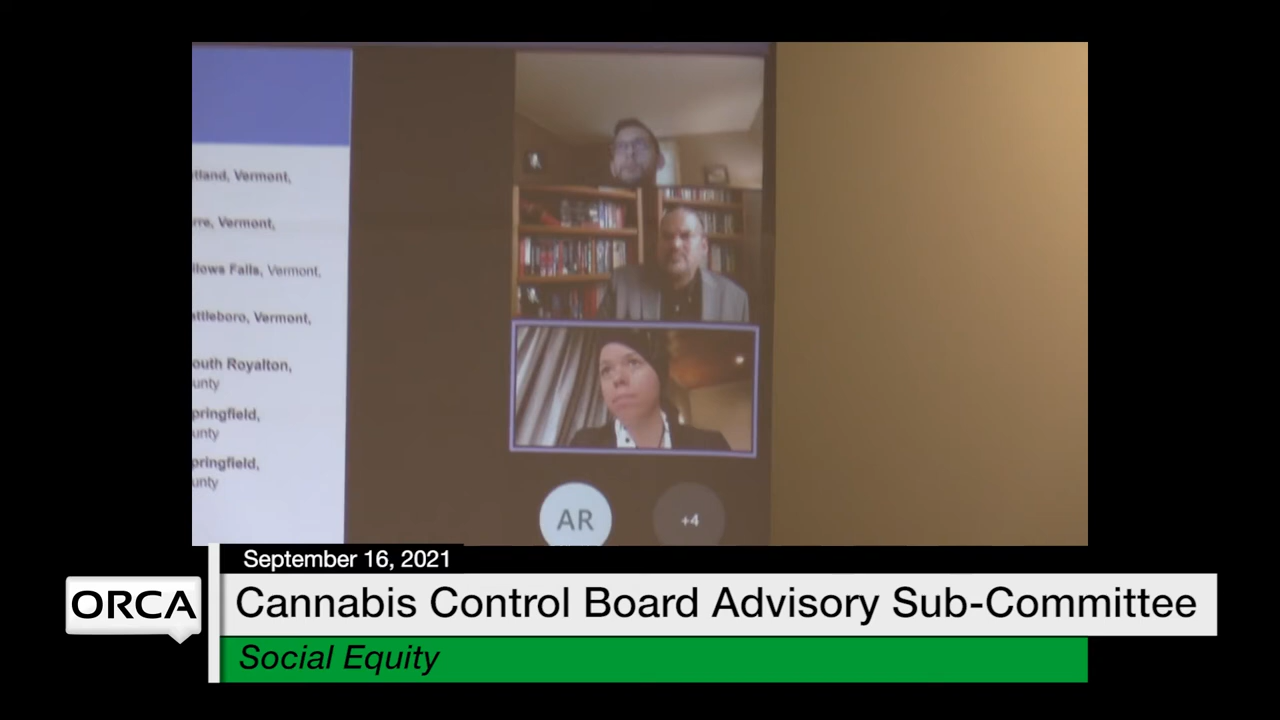 tland, Vermont,
rre, Vermont,
llows Falls, Vermont,
attleboro, Vermont,
outh Royalton,
unty
pringfield,
unty
pringfield,
unty
AR
+4
September 16, 2021
ORCA
Cannabis Control Board Advisory Sub-Committee
Social Equity